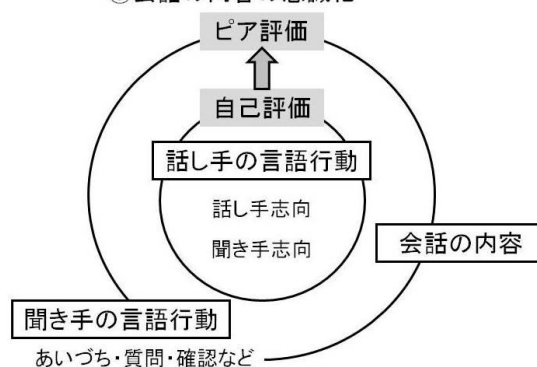 ピア評価
自己評価
話し手の言語行動
話し手志向
聞き手志向
会話の内容
聞き手の言語行動
あいづち・質問・確認など